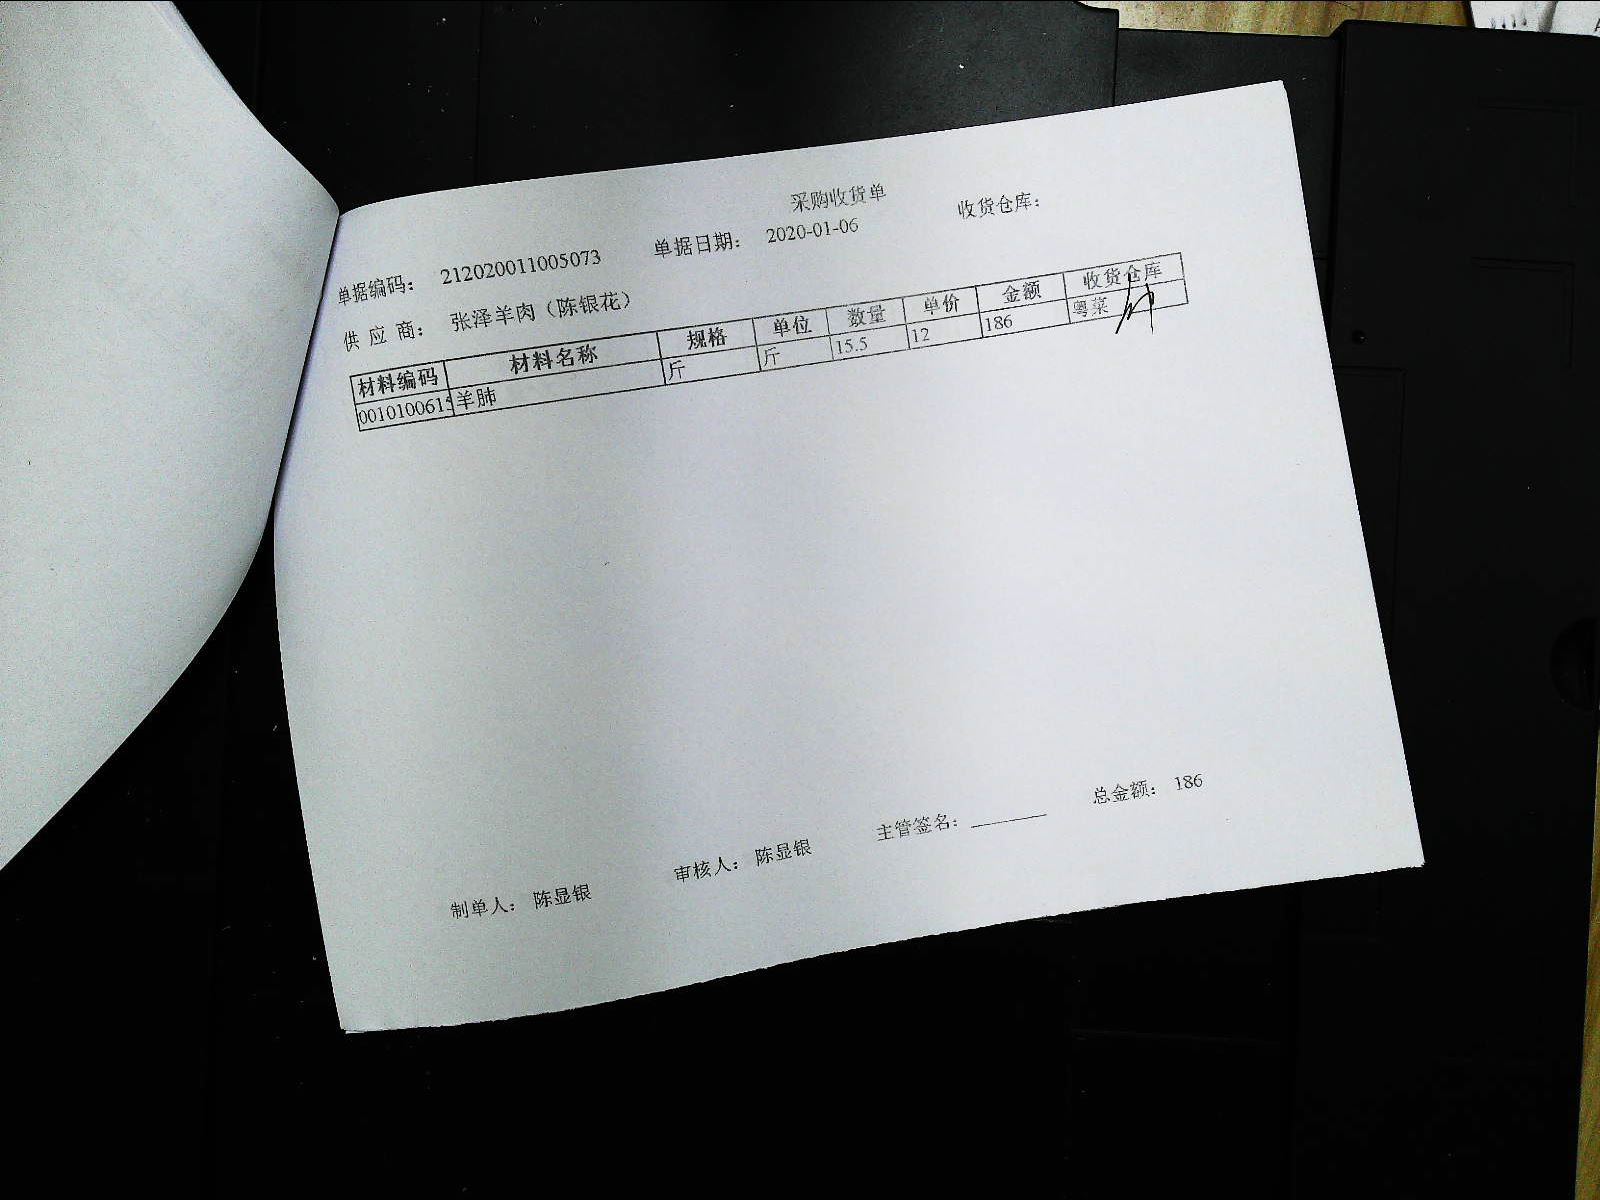 采购收货单
单据编码： 212020011005073 单据日期： 2020-01-06 收货仓库：
供 应 商： 张泽羊肉（陈银花）
材料编码 材料名称 规格 单位 数量 单价 金额 收货仓库
001010061 羊肺 斤 斤 15.5 12 186 粤菜
总金额： 186
制单人： 陈显银 审核人： 陈显银 主管签名：